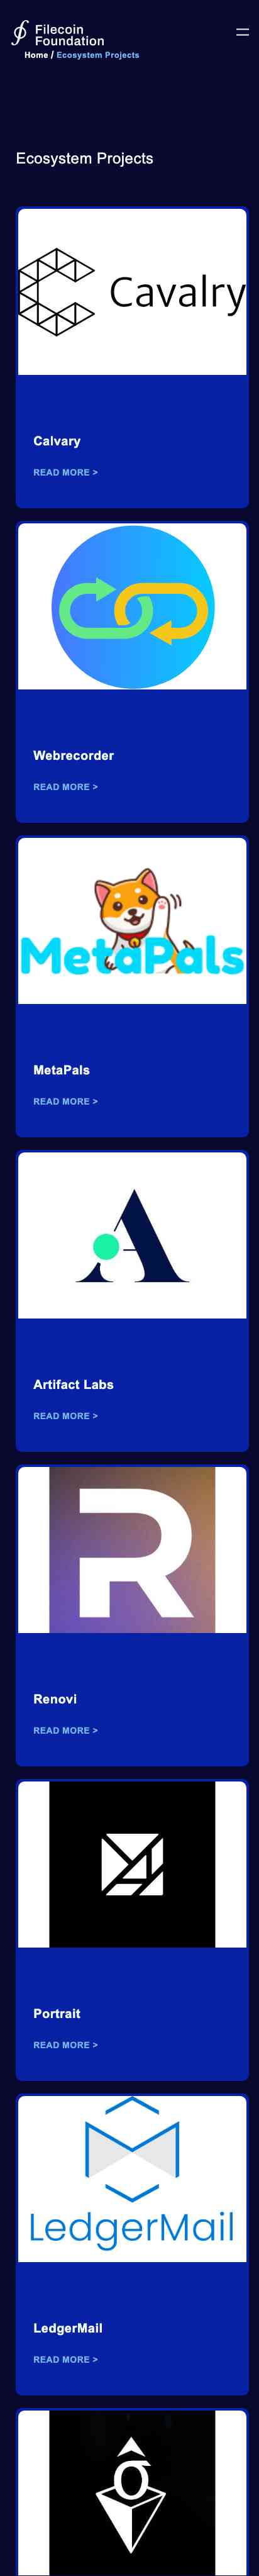 Filecoin
Foundation
Home / Ecosystem Projects
Ecosystem Projects
Cavalry
Calvary
READ MORE >
Webrecorder
READ MORE >
MetaPals
MetaPals
READ MORE >
Artifact Labs
READ MORE >
R
Renovi
READ MORE >
Portrait
READ MORE >
LedgerMail
LedgerMail
READ MORE >